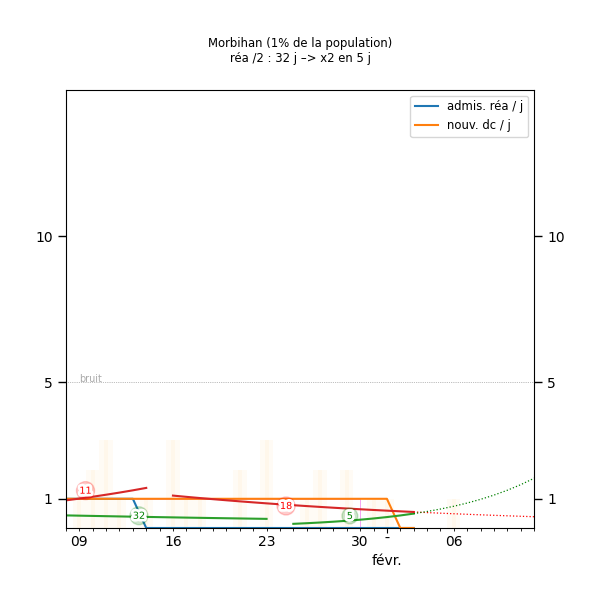 Morbihan (1% de la population)
réa /2 : 32 j –> x2 en 5 j
admis. réa / j
nouv. dc / j
10
10
bruit
5
5
11
18
32
5
1
1
09
16
23
30
06
févr.